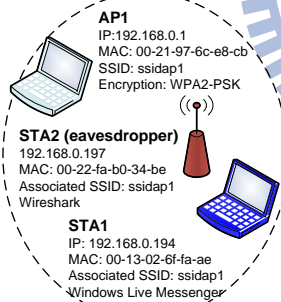 AP1
IP:192.168.0.1
MAC: 00-21-97-6c-e8-cb
SSID: ssidap1
Encryption: WPA2-PSK
STA2 (eavesdropper)
192.168.0.197
MAC: 00-22-fa-b0-34-be
Associated SSID: ssidap1
Wireshark
STA1
IP: 192.168.0.194
MAC: 00-13-02-6f-fa-ae
Associated SSID: ssidap1
Windows Live Messenger